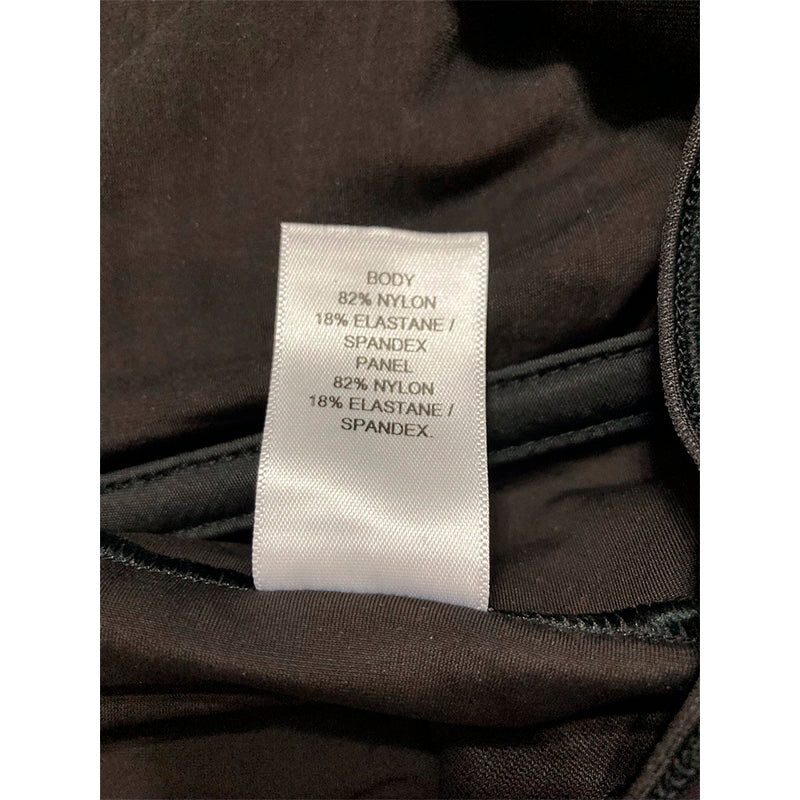 BODY
82% NYLON
18% ELASTANE /
SPANDEX
PANEL
82% NYLON
18% ELASTANE /
SPANDEX.